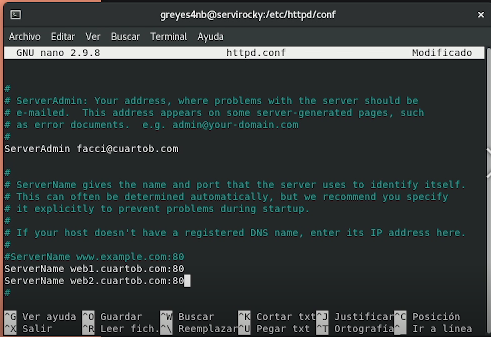 greyes4nb@servirocky:/etc/httpd/conf
Archivo Editar Ver Buscar Terminal Ayuda
GNU nano 2.9.8 httpd.conf Modificado
#
# ServerAdmin: Your address, where problems with the server should be
# e-mailed. This address appears on some server-generated pages, such
# as error documents. e.g. admin@your-domain.com
#
ServerAdmin facci@cuartob.com
#
# ServerName gives the name and port that the server uses to identify itself.
# This can often be determined automatically, but we recommend you specify
# it explicitly to prevent problems during startup.
#
# If your host doesn't have a registered DNS name, enter its IP address here.
#
#ServerName www.example.com:80
ServerName web1.cuartob.com:80
ServerName web2.cuartob.com:80
#
^G Ver ayuda ^O Guardar ^W Buscar ^K Cortar txt ^J Justificar ^C Posición
^X Salir ^R Leer fich. ^\ Reemplazar ^U Pegar txt ^T Ortografía ^_ Ir a línea